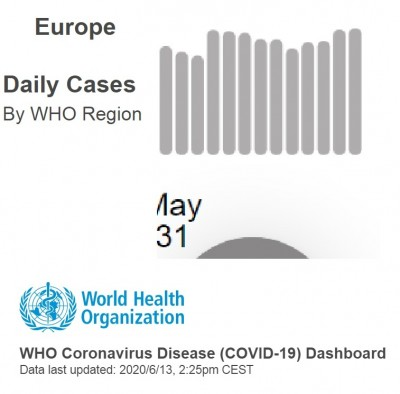 Europe
Daily Cases
By WHO Region
May
31
World Health
Organization
WHO Coronavirus Disease (COVID-19) Dashboard
Data last updated: 2020/6/13, 2:25pm CEST